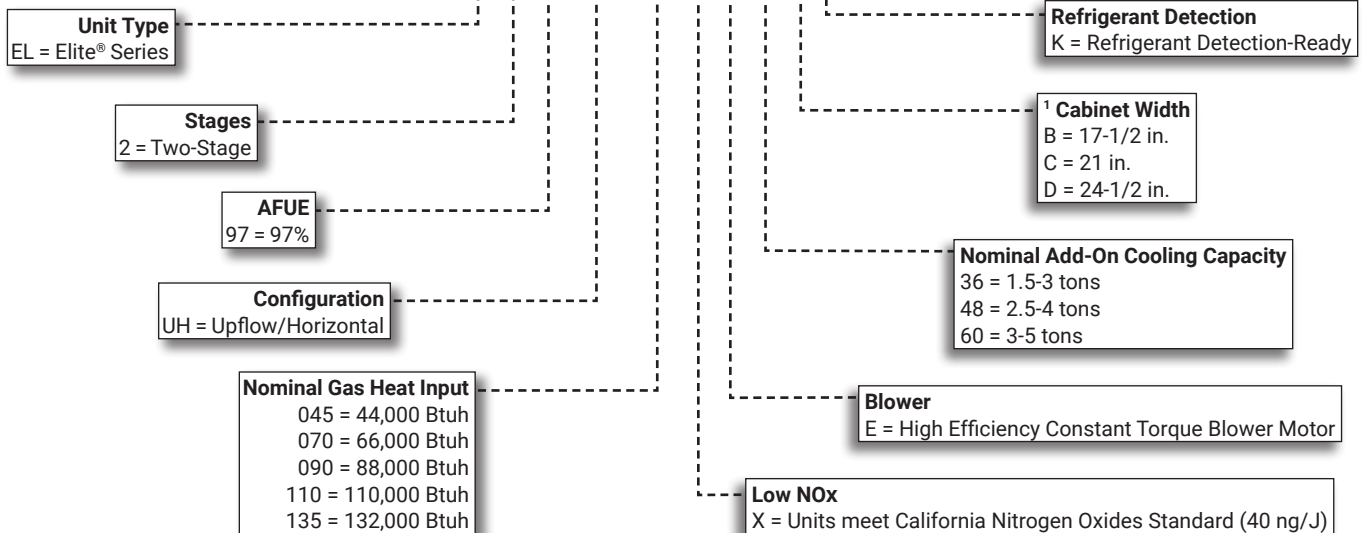 Unit Type
EL = Elite® Series
Stages
2 = Two-Stage
AFUE
97 = 97%
Configuration
UH = Upflow/Horizontal
Nominal Gas Heat Input
045 = 44,000 Btuh
070 = 66,000 Btuh
090 = 88,000 Btuh
110 = 110,000 Btuh
135 = 132,000 Btuh
Refrigerant Detection
K = Refrigerant Detection-Ready
¹ Cabinet Width
B = 17-1/2 in.
C = 21 in.
D = 24-1/2 in.
Nominal Add-On Cooling Capacity
36 = 1.5-3 tons
48 = 2.5-4 tons
60 = 3-5 tons
Blower
E = High Efficiency Constant Torque Blower Motor
Low NOx
X = Units meet California Nitrogen Oxides Standard (40 ng/J)